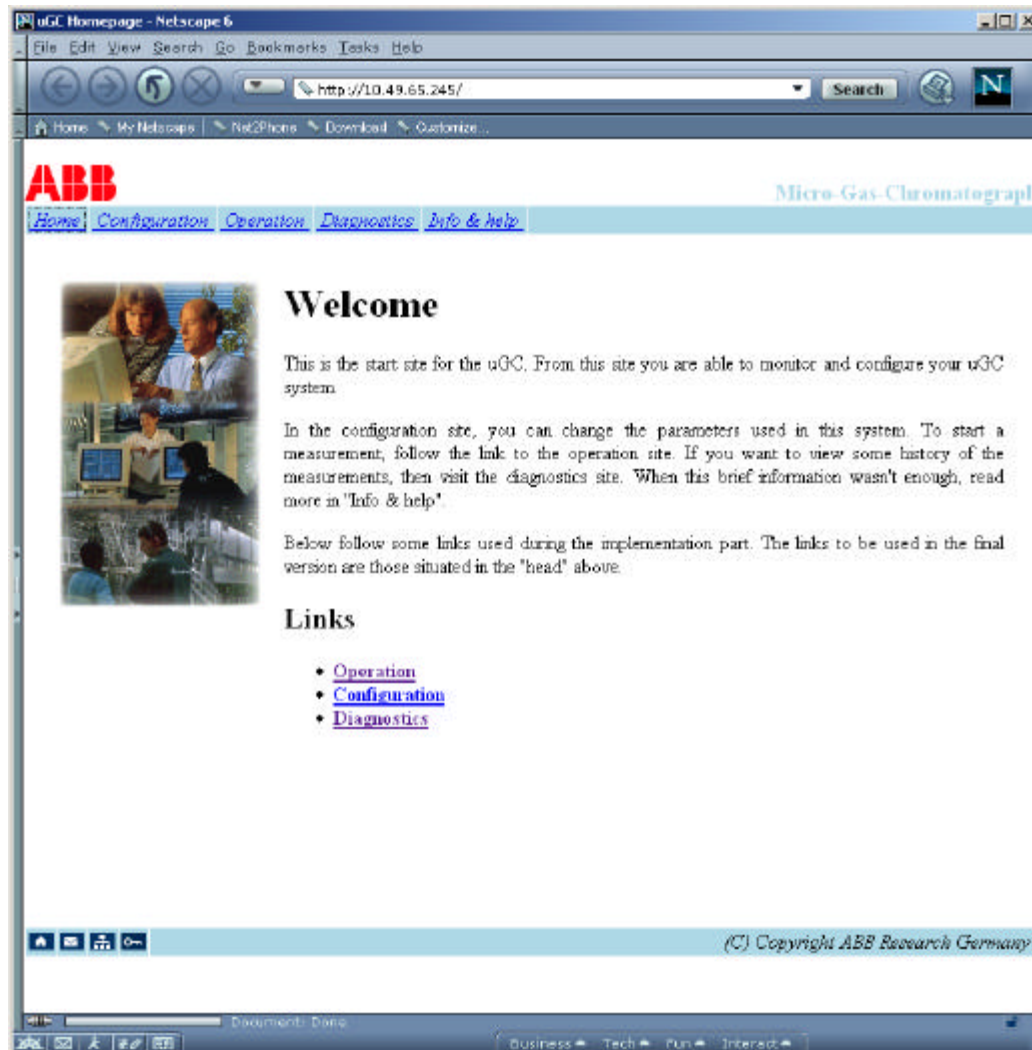 uGC Homepage - Netscape 6
File Edit View Search Go Bookmarks Tasks Help
http://10.49.65.245/ Search N
Home My Netscape Net2Phone Download Customize...
ABB
Micro-Gas-Chromatograph
Home Configuration Operation Diagnostics Info & help
Welcome
This is the start site for the uGC. From this site you are able to monitor and configure your uGC
system
In the configuration site, you can change the parameters used in this system. To start a
measurement, follow the link to the operation site. If you want to view some history of the
measurements, then visit the diagnostics site. When this brief information wasn't enough, read
more in "Info & help".
Below follow some links used during the implementation part. The links to be used in the final
version are those situated in the "head" above.
Links
• Operation
• Configuration
• Diagnostics
(C) Copyright ABB Research Germany
Document: Done
Business Tech Fun Interact